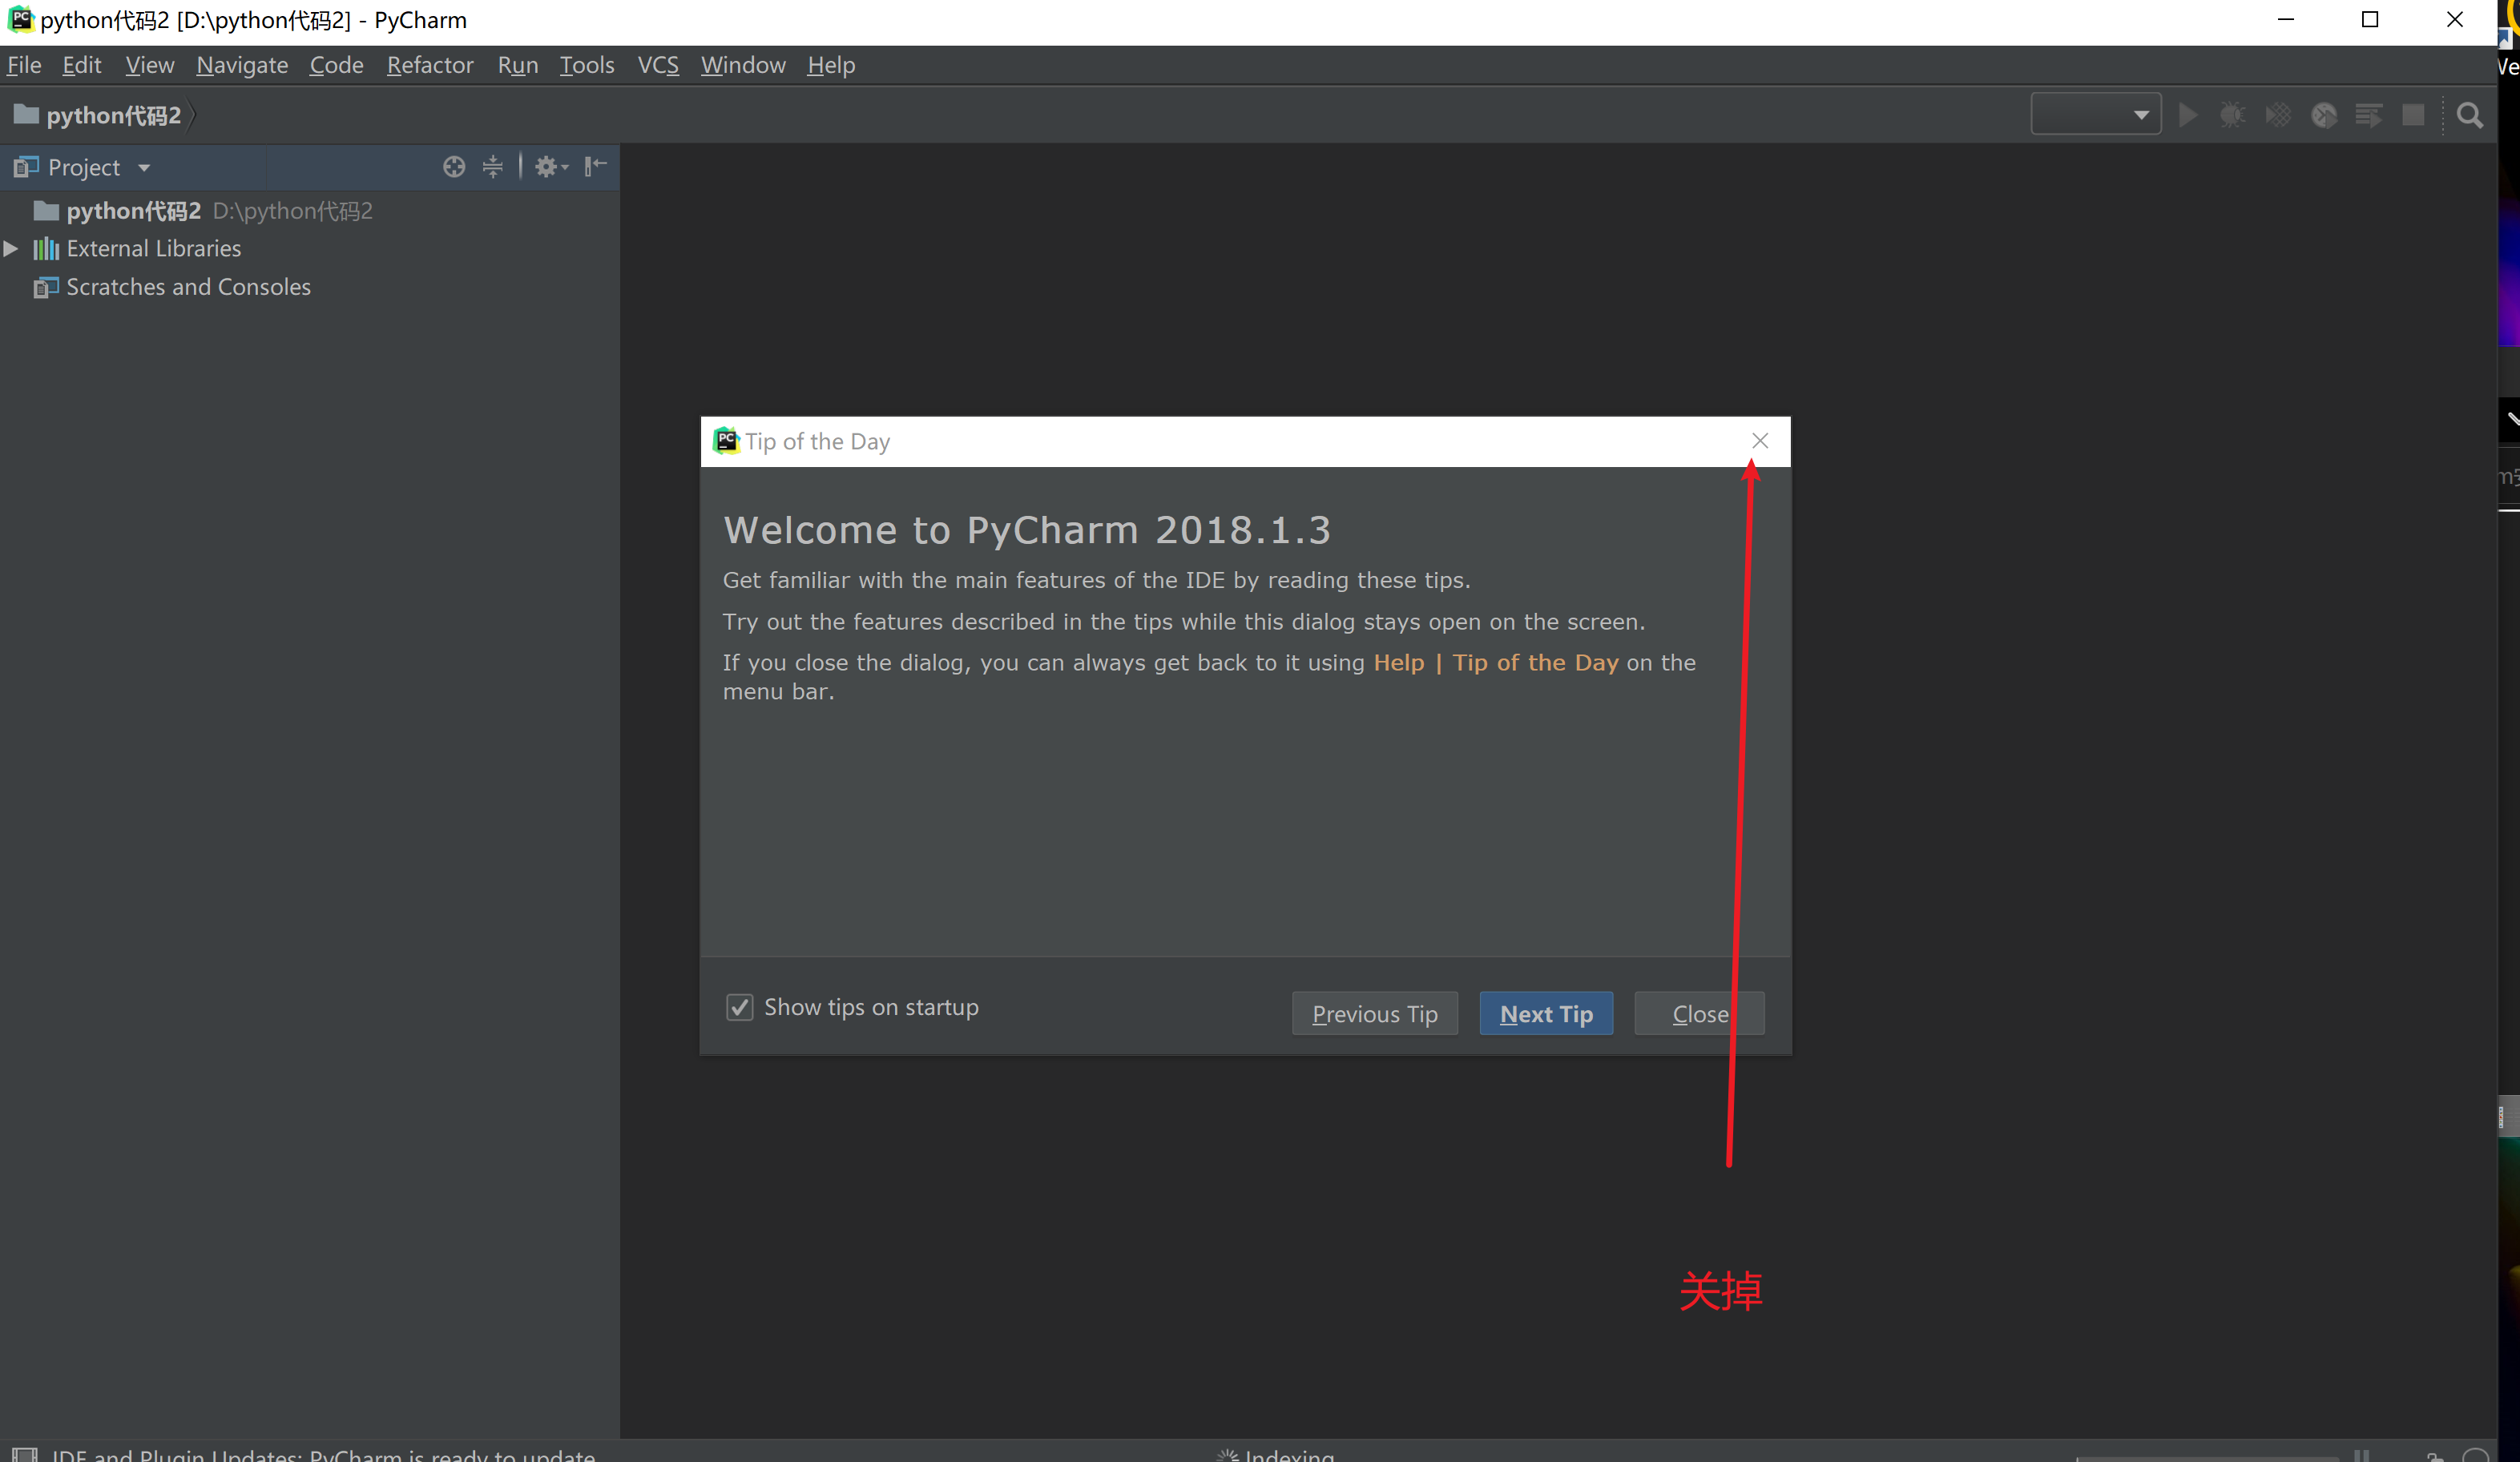 python代码2 [D:\python代码2] - PyCharm
File Edit View Navigate Code Refactor Run Tools VCS Window Help
python代码2
Project
python代码2 D:\python代码2
External Libraries
Scratches and Consoles
Tip of the Day
Welcome to PyCharm 2018.1.3
Get familiar with the main features of the IDE by reading these tips.
Try out the features described in the tips while this dialog stays open on the screen.
If you close the dialog, you can always get back to it using Help | Tip of the Day on the
menu bar.
Show tips on startup
Previous Tip
Next Tip
Close
关掉
IDE and Plugin Updates: PyCharm is ready to update
Indexing